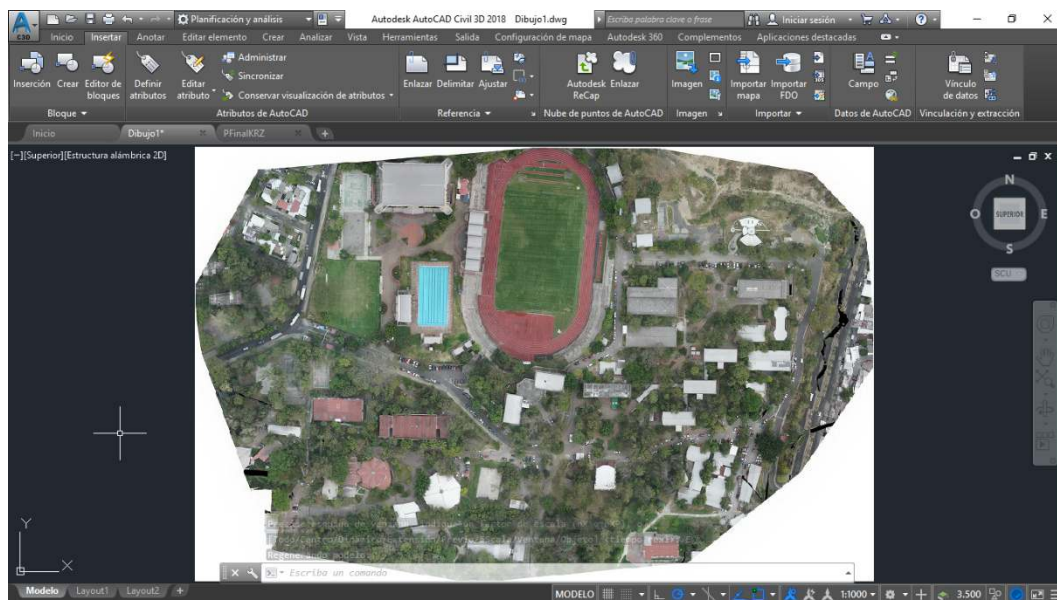 Planificación y análisis
Autodesk AutoCAD Civil 3D 2018 Dibujo1.dwg
Escriba palabra clave o frase
Iniciar sesión
C3D
Inicio Insertar Anotar Editar elemento Crear Analizar Vista Herramientas Salida Configuración de mapa Autodesk 360 Complementos Aplicaciones destacadas
Inserción Crear Editor de bloques
Definir atributos
Editar atributo
Administrar
Sincronizar
Conservar visualización de atributos
Enlazar Delimitar Ajustar
Autodesk ReCap
Enlazar
Imagen
Importar mapa
Importar FDO
Campo
Vínculo de datos
Bloque Atributos de AutoCAD Referencia Nube de puntos de AutoCAD Imagen Importar Datos de AutoCAD Vinculación y extracción
Inicio Dibujo1* PFinalKRZ
[-][Superior][Estructura alámbrica 2D]
N
O SUPERIOR E
S
SCU
Y
X
Escriba un comando
Modelo Layout1 Layout2 +
MODELO 1:1000 3.500